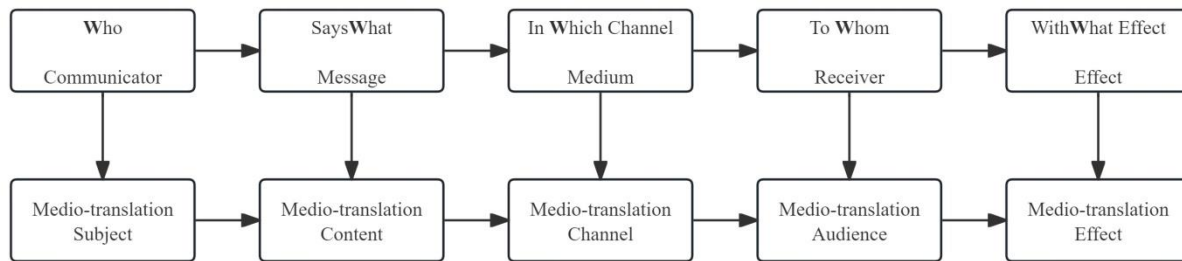 Who
Communicator
SaysWhat
Message
In Which Channel
Medium
To Whom
Receiver
WithWhat Effect
Effect
Medio-translation
Subject
Medio-translation
Content
Medio-translation
Channel
Medio-translation
Audience
Medio-translation
Effect